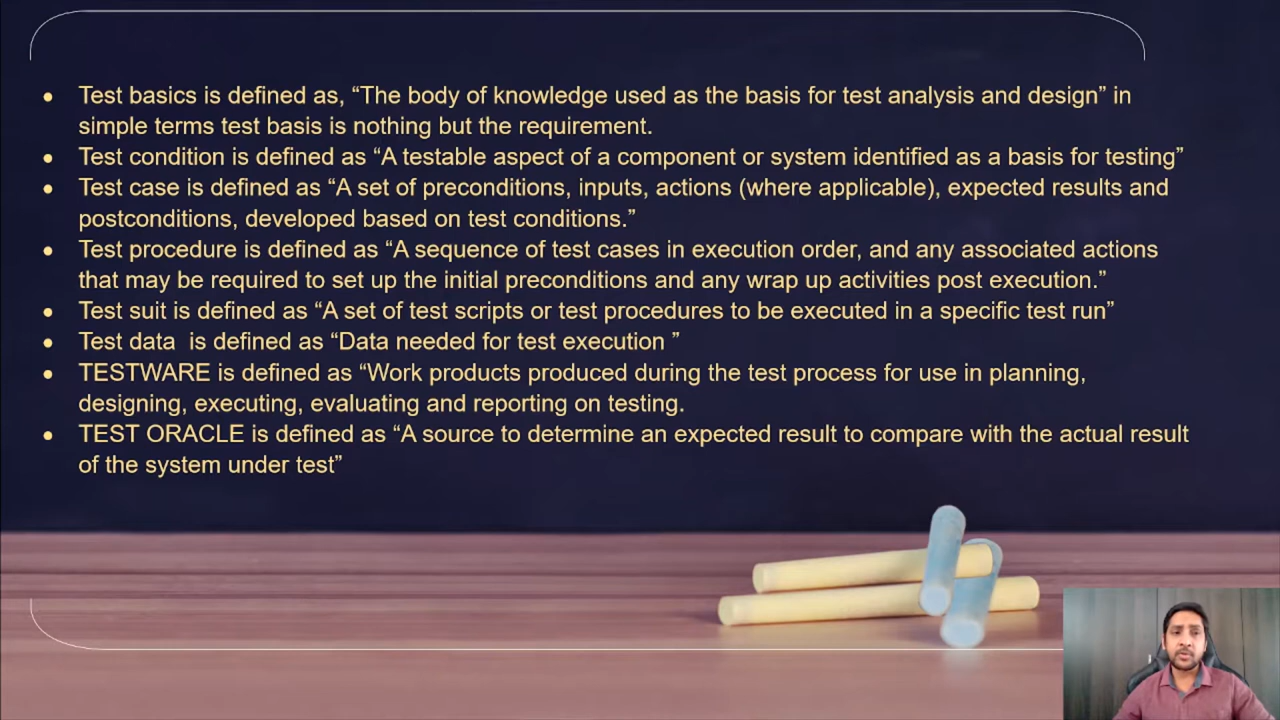 • Test basics is defined as, “The body of knowledge used as the basis for test analysis and design” in
simple terms test basis is nothing but the requirement.
• Test condition is defined as “A testable aspect of a component or system identified as a basis for testing”
• Test case is defined as “A set of preconditions, inputs, actions (where applicable), expected results and
postconditions, developed based on test conditions.”
• Test procedure is defined as “A sequence of test cases in execution order, and any associated actions
that may be required to set up the initial preconditions and any wrap up activities post execution.”
• Test suit is defined as “A set of test scripts or test procedures to be executed in a specific test run”
• Test data  is defined as “Data needed for test execution ”
• TESTWARE is defined as “Work products produced during the test process for use in planning,
designing, executing, evaluating and reporting on testing.
• TEST ORACLE is defined as “A source to determine an expected result to compare with the actual result
of the system under test”